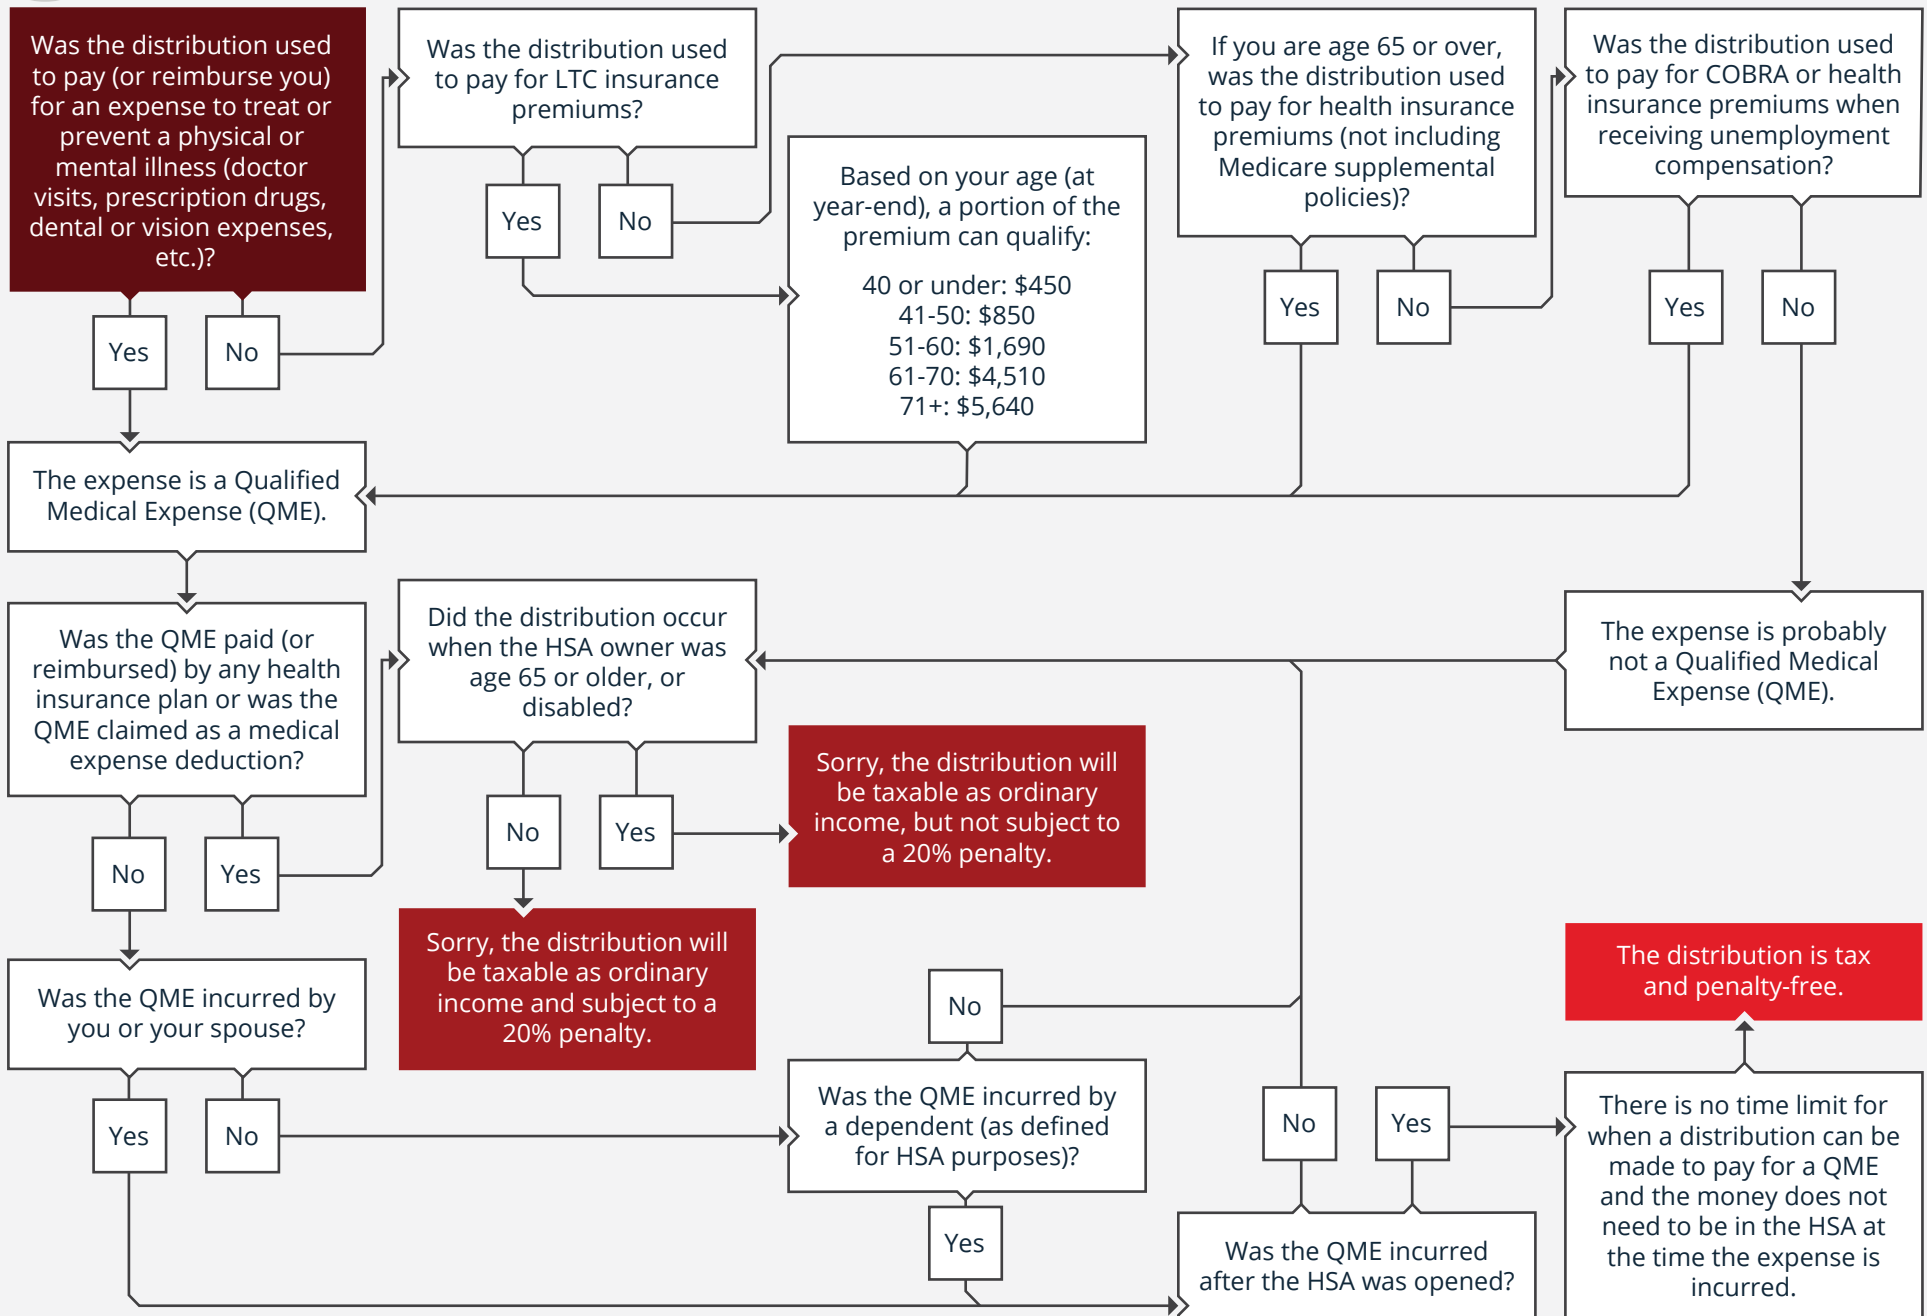 Was the distribution used
to pay (or reimburse you)
for an expense to treat or
prevent a physical or
mental illness (doctor
visits, prescription drugs,
dental or vision expenses,
etc.)?
Yes
No
Was the distribution used
to pay for LTC insurance
premiums?
Yes
No
Based on your age (at
year-end), a portion of the
premium can qualify:
40 or under: $450
41-50: $850
51-60: $1,690
61-70: $4,510
71+: $5,640
If you are age 65 or over,
was the distribution used
to pay for health insurance
premiums (not including
Medicare supplemental
policies)?
Yes
No
Was the distribution used
to pay for COBRA or health
insurance premiums when
receiving unemployment
compensation?
Yes
No
The expense is a Qualified
Medical Expense (QME).
Was the QME paid (or
reimbursed) by any health
insurance plan or was the
QME claimed as a medical
expense deduction?
No
Yes
Did the distribution occur
when the HSA owner was
age 65 or older, or
disabled?
No
Yes
Sorry, the distribution will
be taxable as ordinary
income, but not subject to
a 20% penalty.
Sorry, the distribution will
be taxable as ordinary
income and subject to a
20% penalty.
The expense is probably
not a Qualified Medical
Expense (QME).
Was the QME incurred by
you or your spouse?
Yes
No
No
Was the QME incurred by
a dependent (as defined
for HSA purposes)?
Yes
No
Yes
Was the QME incurred
after the HSA was opened?
The distribution is tax
and penalty-free.
There is no time limit for
when a distribution can be
made to pay for a QME
and the money does not
need to be in the HSA at
the time the expense is
incurred.